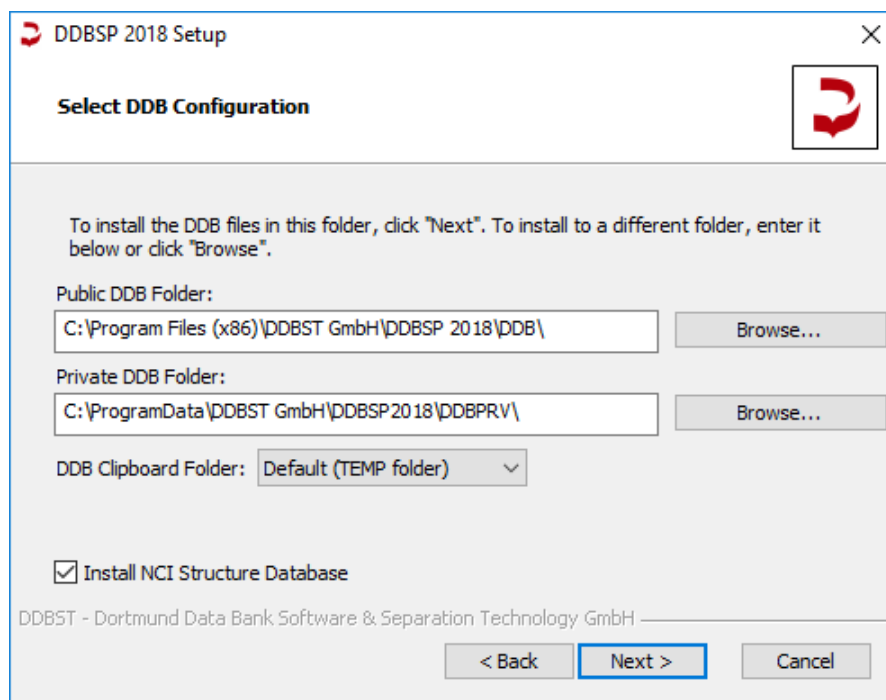 DDBSP 2018 Setup
Select DDB Configuration
To install the DDB files in this folder, click "Next". To install to a different folder, enter it
below or click "Browse".
Public DDB Folder:
C:\Program Files (x86)\DDBST GmbH\DDBSP 2018\DDB\
Browse...
Private DDB Folder:
C:\ProgramData\DDBST GmbH\DDBSP2018\DDBPRV\
Browse...
DDB Clipboard Folder: Default (TEMP folder)
Install NCI Structure Database
DDBST - Dortmund Data Bank Software & Separation Technology GmbH
< Back Next > Cancel